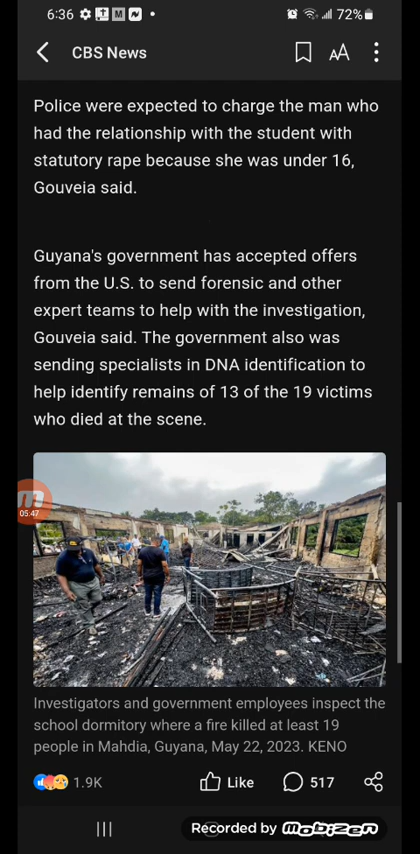 6:36
72%
CBS News
AA
Police were expected to charge the man who
had the relationship with the student with
statutory rape because she was under 16,
Gouveia said.
Guyana's government has accepted offers
from the U.S. to send forensic and other
expert teams to help with the investigation,
Gouveia said. The government also was
sending specialists in DNA identification to
help identify remains of 13 of the 19 victims
who died at the scene.
05:47
Investigators and government employees inspect the
school dormitory where a fire killed at least 19
people in Mahdia, Guyana, May 22, 2023. KENO
1.9K
Like
517
Recorded by Mobizen